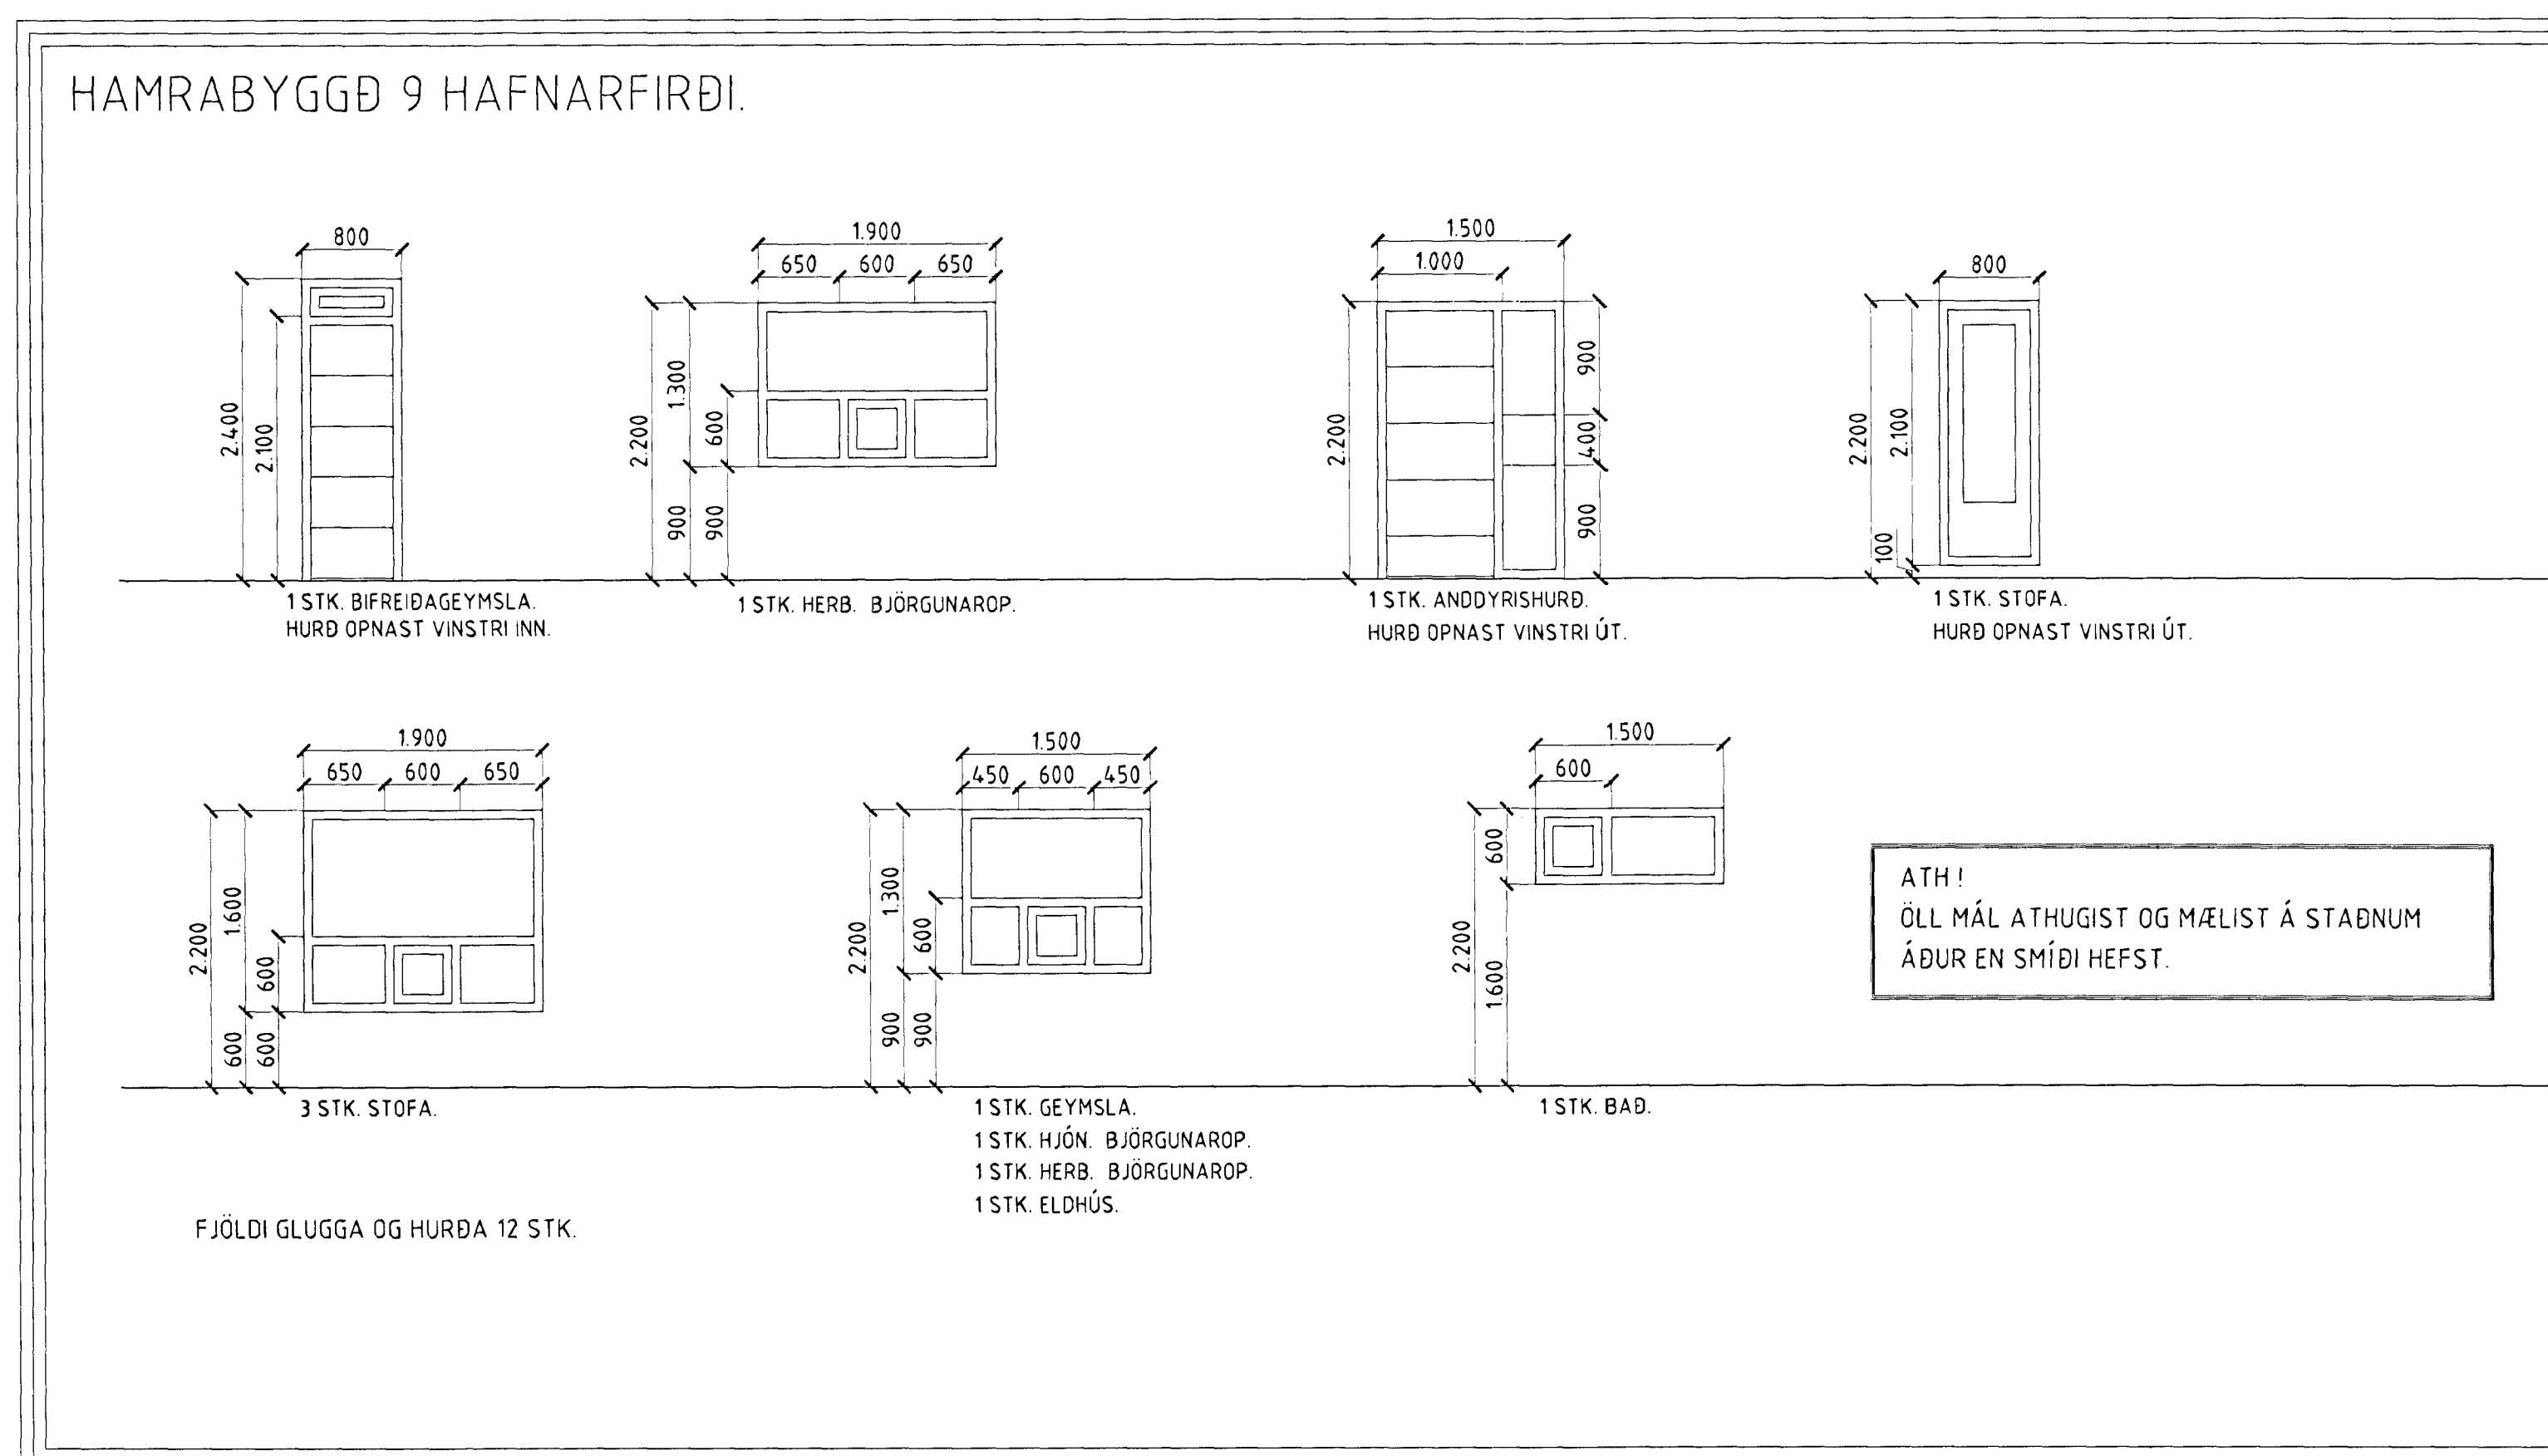 HAMRABYGGÐ 9 HAFNARFIRÐI.
800
2.400
2.100
1 STK. BIFREIÐAGEYMSLA.
HURÐ OPNAST VINSTRI INN.
1.900
650 600 650
2.200
1.300
600
900
900
1 STK. HERB. BJÖRGUNAROP.
1.500
1.000
2.200
900
400
900
1 STK. ANDDYRISHURÐ.
HURÐ OPNAST VINSTRI ÚT.
800
2.200
2.100
100
1 STK. STOFA.
HURÐ OPNAST VINSTRI ÚT.
1.900
650 600 650
2.200
1.600
600
600
600
3 STK. STOFA.
1.500
450 600 450
2.200
1.300
600
900
900
1 STK. GEYMSLA.
1 STK. HJÓN. BJÖRGUNAROP.
1 STK. HERB. BJÖRGUNAROP.
1 STK. ELDHÚS.
1.500
600
600
2.200
1.600
1 STK. BAÐ.
ATH !
ÖLL MÁL ATHUGIST OG MÆLIST Á STAÐNUM
ÁÐUR EN SMÍÐI HEFST.
FJÖLDI GLUGGA OG HURÐA 12 STK.